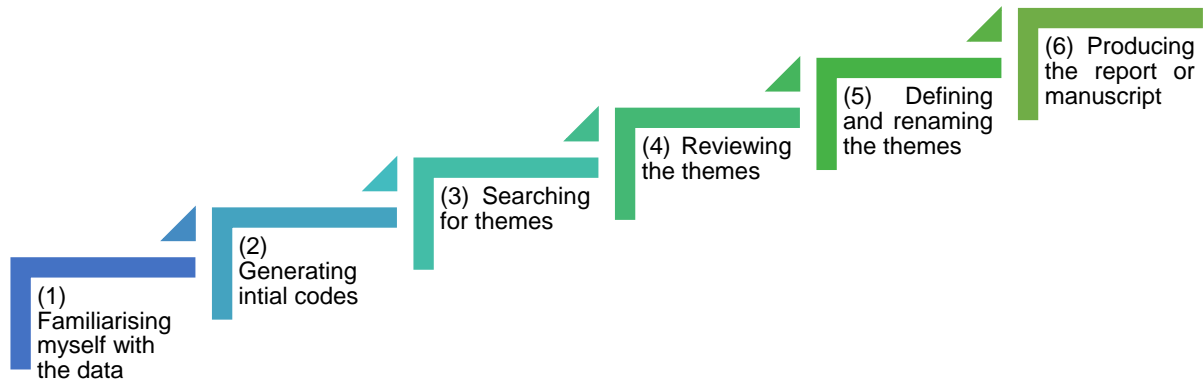 (1)
Familiarising
myself with
the data
(2)
Generating
intial codes
(3) Searching
for themes
(4) Reviewing
the themes
(5) Defining
and renaming
the themes
(6) Producing
the report or
manuscript